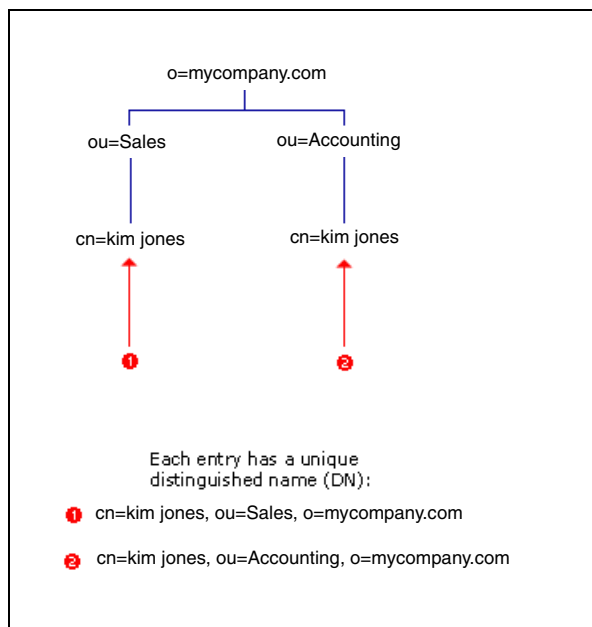 o=mycompany.com
ou=Sales
ou=Accounting
cn=kim jones
cn=kim jones
1
2
Each entry has a unique
distinguished name (DN):
1 cn=kim jones, ou=Sales, o=mycompany.com
2 cn=kim jones, ou=Accounting, o=mycompany.com